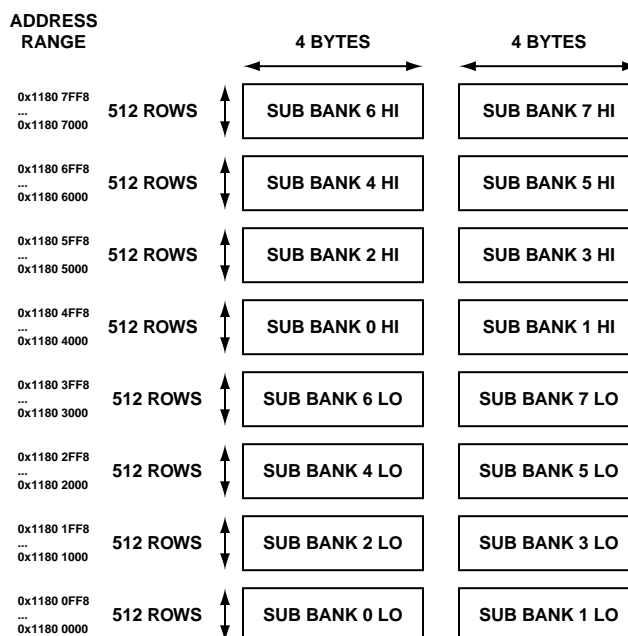 ADDRESS
RANGE
4 BYTES
4 BYTES
0x1180 7FF8
...
0x1180 7000
512 ROWS
SUB BANK 6 HI
SUB BANK 7 HI
0x1180 6FF8
...
0x1180 6000
512 ROWS
SUB BANK 4 HI
SUB BANK 5 HI
0x1180 5FF8
...
0x1180 5000
512 ROWS
SUB BANK 2 HI
SUB BANK 3 HI
0x1180 4FF8
...
0x1180 4000
512 ROWS
SUB BANK 0 HI
SUB BANK 1 HI
0x1180 3FF8
...
0x1180 3000
512 ROWS
SUB BANK 6 LO
SUB BANK 7 LO
0x1180 2FF8
...
0x1180 2000
512 ROWS
SUB BANK 4 LO
SUB BANK 5 LO
0x1180 1FF8
...
0x1180 1000
512 ROWS
SUB BANK 2 LO
SUB BANK 3 LO
0x1180 0FF8
...
0x1180 0000
512 ROWS
SUB BANK 0 LO
SUB BANK 1 LO